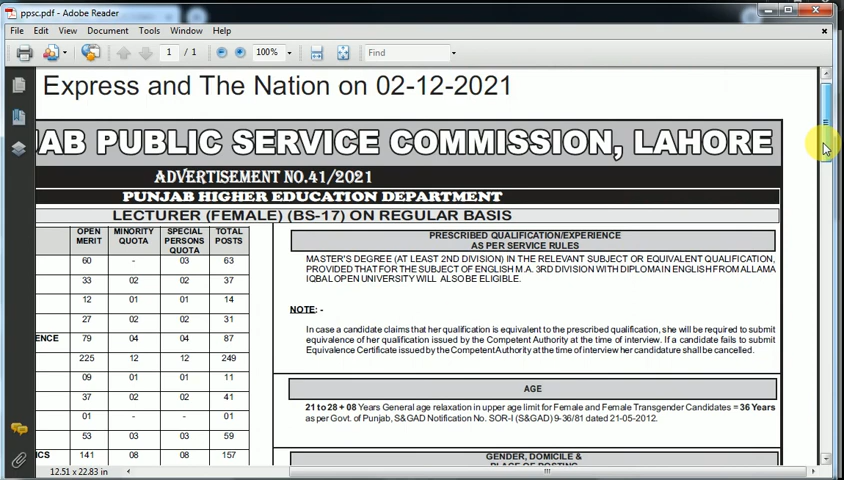 ppsc.pdf - Adobe Reader
File Edit View Document Tools Window Help
1 / 1 100% Find
Express and The Nation on 02-12-2021
AB PUBLIC SERVICE COMMISSION, LAHORE
ADVERTISEMENT NO.41/2021
PUNJAB HIGHER EDUCATION DEPARTMENT
LECTURER (FEMALE) (BS-17) ON REGULAR BASIS
OPEN MERIT MINORITY QUOTA SPECIAL PERSONS QUOTA TOTAL POSTS
60 - 03 63
33 02 02 37
12 01 01 14
27 02 02 31
ENCE 79 04 04 87
225 12 12 249
09 01 01 11
37 02 02 41
01 - - 01
53 03 03 59
ICS 141 08 08 157
PRESCRIBED QUALIFICATION/EXPERIENCE
AS PER SERVICE RULES
MASTER'S DEGREE (AT LEAST 2ND DIVISION) IN THE RELEVANT SUBJECT OR EQUIVALENT QUALIFICATION,
PROVIDED THAT FOR THE SUBJECT OF ENGLISH M.A. 3RD DIVISION WITH DIPLOMA IN ENGLISH FROM ALLAMA
IQBAL OPEN UNIVERSITY WILL ALSO BE ELIGIBLE.
NOTE: -
In case a candidate claims that her qualification is equivalent to the prescribed qualification, she will be required to submit
equivalence of her qualification issued by the Competent Authority at the time of interview. If a candidate fails to submit
Equivalence Certificate issued by the Competent Authority at the time of interview her candidature shall be cancelled.
AGE
21 to 28 + 08 Years General age relaxation in upper age limit for Female and Female Transgender Candidates = 36 Years
as per Govt. of Punjab, S&GAD Notification No. SOR-I (S&GAD) 9-36/81 dated 21-05-2012.
GENDER, DOMICILE &
PLACE OF POSTING
12.51 x 22.83 in